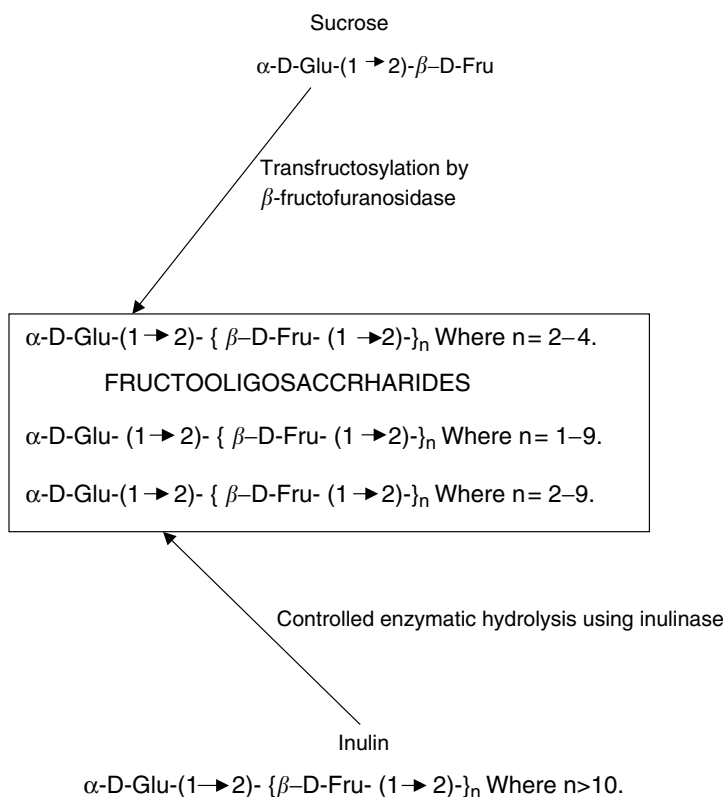 Sucrose
α-D-Glu-(1 → 2)-β–D-Fru
Transfructosylation by
β-fructofuranosidase
α-D-Glu-(1 → 2)- { β–D-Fru- (1 →2)-}n Where n= 2–4.
FRUCTOOLIGOSACCRHARIDES
α-D-Glu- (1 → 2)- { β–D-Fru- (1 →2)-}n Where n= 1–9.
α-D-Glu-(1 → 2)- { β–D-Fru- (1 → 2)-}n Where n= 2–9.
Controlled enzymatic hydrolysis using inulinase
Inulin
α-D-Glu-(1→2)- {β–D-Fru- (1→ 2)-}n Where n>10.